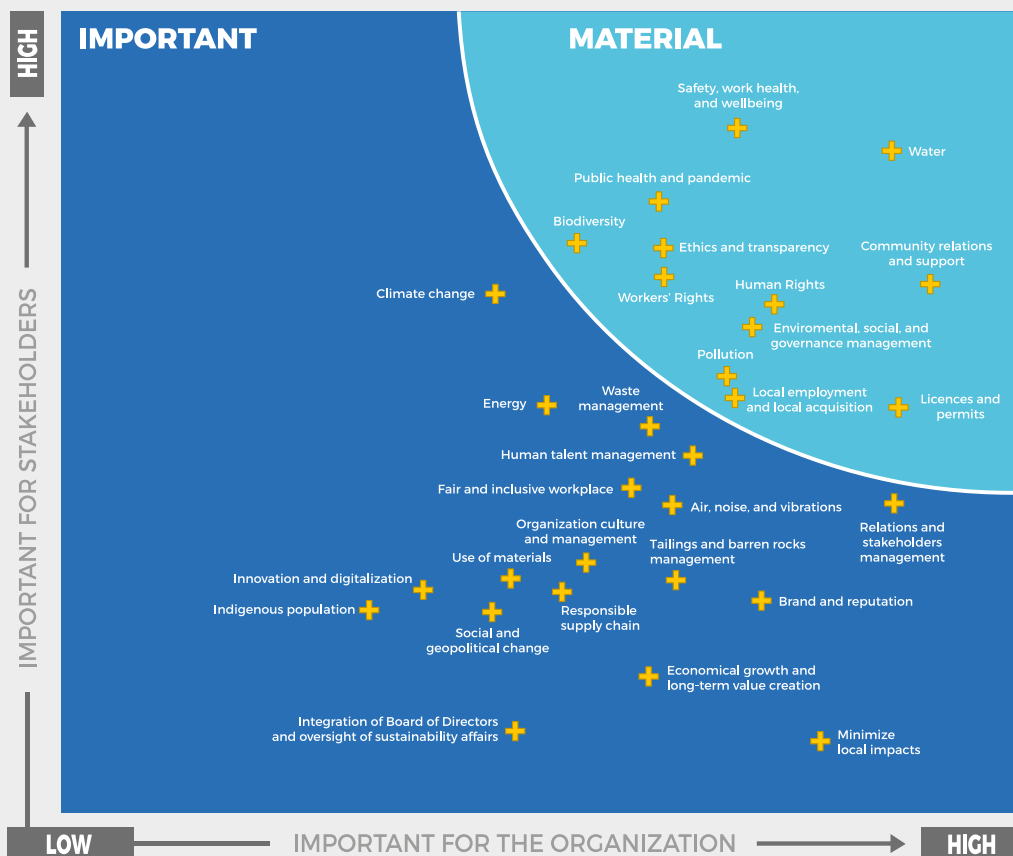 HIGH
IMPORTANT
MATERIAL
Safety, work health,
and wellbeing
Water
Public health and pandemic
Biodiversity
Ethics and transparency
Community relations
and support
Workers' Rights
Human Rights
Climate change
Enviromental, social, and
governance management
Pollution
Local employment
and local acquisition
Licences and
permits
Energy
Waste
management
Human talent management
Fair and inclusive workplace
Air, noise, and vibrations
Relations and
stakeholders
management
Organization culture
and management
Tailings and barren rocks
management
Use of materials
Innovation and digitalization
Indigenous population
Responsible
supply chain
Brand and reputation
Social and
geopolitical change
Economical growth and
long-term value creation
Integration of Board of Directors
and oversight of sustainability affairs
Minimize
local impacts
IMPORTANT FOR STAKEHOLDERS
LOW
IMPORTANT FOR THE ORGANIZATION
HIGH